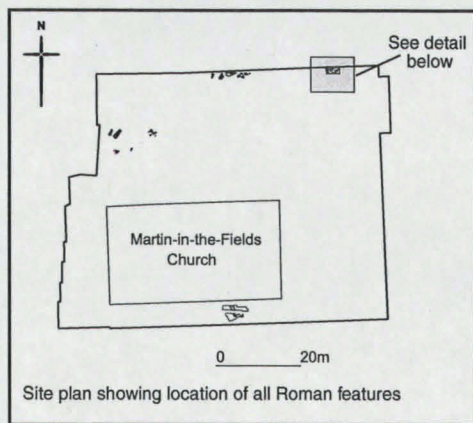 N
See detail
below
Martin-in-the-Fields
Church
0 20m
Site plan showing location of all Roman features